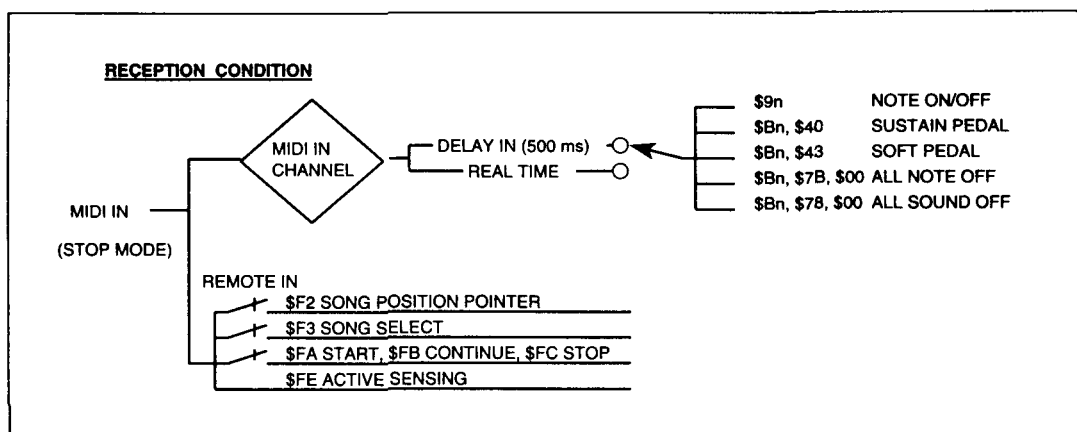 RECEPTION CONDITION
MIDI IN
(STOP MODE)
MIDI IN
CHANNEL
DELAY IN (500 ms)
REAL TIME
$9n NOTE ON/OFF
$Bn, $40 SUSTAIN PEDAL
$Bn, $43 SOFT PEDAL
$Bn, $7B, $00 ALL NOTE OFF
$Bn, $78, $00 ALL SOUND OFF
REMOTE IN
$F2 SONG POSITION POINTER
$F3 SONG SELECT
$FA START, $FB CONTINUE, $FC STOP
$FE ACTIVE SENSING